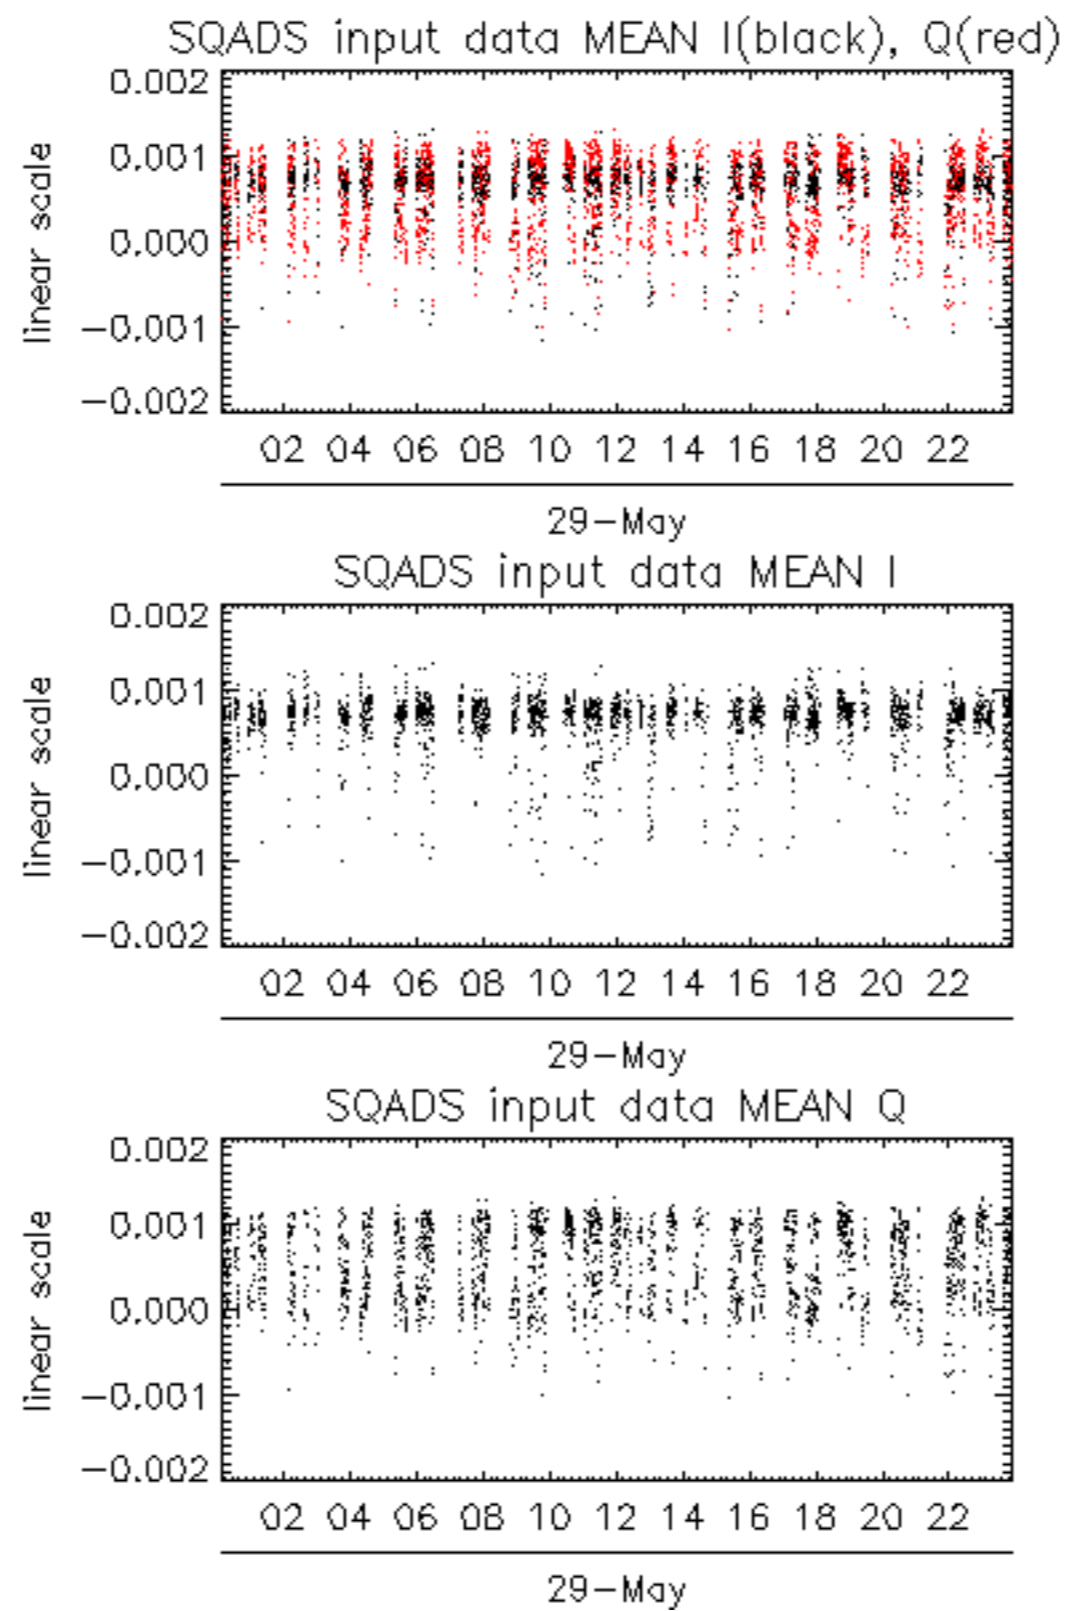 SQADS input data MEAN I(black), Q(red)
0.002
0.001
0.000
−0.001
−0.002
linear scale
02 04 06 08 10 12 14 16 18 20 22
29−May
SQADS input data MEAN I
0.002
0.001
0.000
−0.001
−0.002
linear scale
02 04 06 08 10 12 14 16 18 20 22
29−May
SQADS input data MEAN Q
0.002
0.001
0.000
−0.001
−0.002
linear scale
02 04 06 08 10 12 14 16 18 20 22
29−May